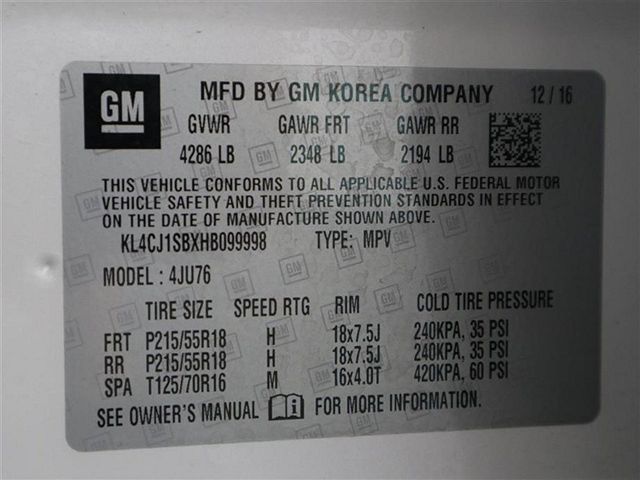 GM MFD BY GM KOREA COMPANY 12/16
GVWR GAWR FRT GAWR RR
4286 LB 2348 LB 2194 LB
THIS VEHICLE CONFORMS TO ALL APPLICABLE U.S. FEDERAL MOTOR
VEHICLE SAFETY AND THEFT PREVENTION STANDARDS IN EFFECT
ON THE DATE OF MANUFACTURE SHOWN ABOVE.
KL4CJ1SBXHB099998 TYPE: MPV
MODEL : 4JU76
TIRE SIZE SPEED RTG RIM COLD TIRE PRESSURE
FRT P215/55R18 H 18x7.5J 240KPA, 35 PSI
RR P215/55R18 H 18x7.5J 240KPA, 35 PSI
SPA T125/70R16 M 16x4.0T 420KPA, 60 PSI
SEE OWNER'S MANUAL FOR MORE INFORMATION.